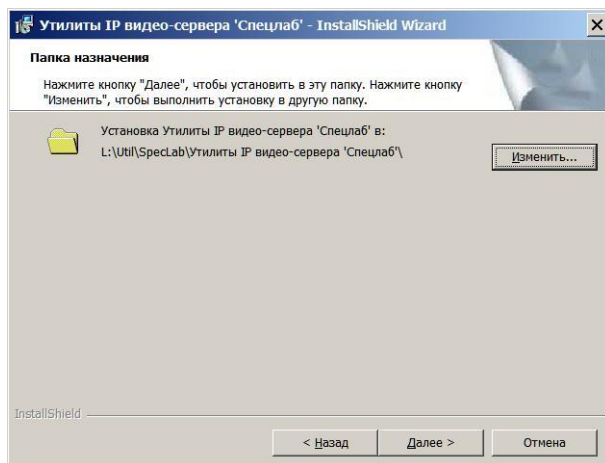 Утилиты IP видео-сервера 'Спецлаб' - InstallShield Wizard
Папка назначения
Нажмите кнопку "Далее", чтобы установить в эту папку. Нажмите кнопку
"Изменить", чтобы выполнить установку в другую папку.
Установка Утилиты IP видео-сервера 'Спецлаб' в:
L:\Util\SpecLab\Утилиты IP видео-сервера 'Спецлаб'\
Изменить...
InstallShield
< Назад
Далее >
Отмена